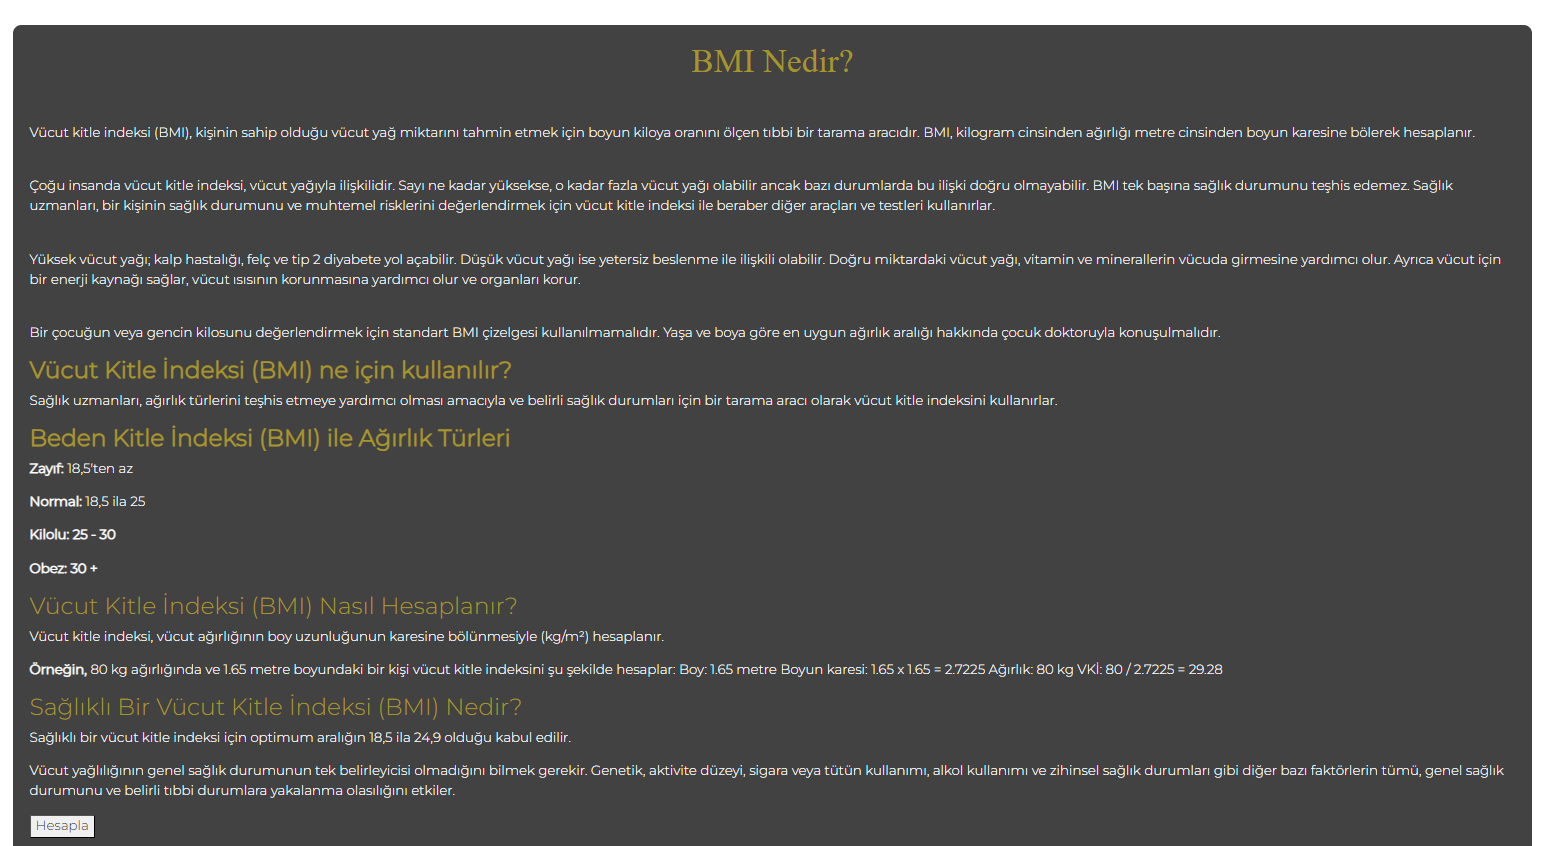 BMI Nedir?
Vücut kitle indeksi (BMI), kişinin sahip olduğu vücut yağ miktarını tahmin etmek için boyun kiloya oranını ölçen tıbbi bir tarama aracıdır. BMI, kilogram cinsinden ağırlığı metre cinsinden boyun karesine bölerek hesaplanır.
Çoğu insanda vücut kitle indeksi, vücut yağıyla ilişkilidir. Sayı ne kadar yüksekse, o kadar fazla vücut yağı olabilir ancak bazı durumlarda bu ilişki doğru olmayabilir. BMI tek başına sağlık durumunu teşhis edemez. Sağlık
uzmanları, bir kişinin sağlık durumunu ve muhtemel risklerini değerlendirmek için vücut kitle indeksi ile beraber diğer araçları ve testleri kullanırlar.
Yüksek vücut yağı; kalp hastalığı, felç ve tip 2 diyabete yol açabilir. Düşük vücut yağı ise yetersiz beslenme ile ilişkili olabilir. Doğru miktardaki vücut yağı, vitamin ve minerallerin vücuda girmesine yardımcı olur. Ayrıca vücut için
bir enerji kaynağı sağlar, vücut ısısının korunmasına yardımcı olur ve organları korur.
Bir çocuğun veya gencin kilosunu değerlendirmek için standart BMI çizelgesi kullanılmamalıdır. Yaşa ve boya göre en uygun ağırlık aralığı hakkında çocuk doktoruyla konuşulmalıdır.
Vücut Kitle İndeksi (BMI) ne için kullanılır?
Sağlık uzmanları, ağırlık türlerini teşhis etmeye yardımcı olması amacıyla ve belirli sağlık durumları için bir tarama aracı olarak vücut kitle indeksini kullanırlar.
Beden Kitle İndeksi (BMI) ile Ağırlık Türleri
Zayıf: 18,5'ten az
Normal: 18,5 ila 25
Kilolu: 25 - 30
Obez: 30 +
Vücut Kitle İndeksi (BMI) Nasıl Hesaplanır?
Vücut kitle indeksi, vücut ağırlığının boy uzunluğunun karesine bölünmesiyle (kg/m²) hesaplanır.
Örneğin, 80 kg ağırlığında ve 1.65 metre boyundaki bir kişi vücut kitle indeksini şu şekilde hesaplar: Boy: 1.65 metre Boyun karesi: 1.65 x 1.65 = 2.7225 Ağırlık: 80 kg VKİ: 80 / 2.7225 = 29.28
Sağlıklı Bir Vücut Kitle İndeksi (BMI) Nedir?
Sağlıklı bir vücut kitle indeksi için optimum aralığın 18,5 ila 24,9 olduğu kabul edilir.
Vücut yağlılığının genel sağlık durumunun tek belirleyicisi olmadığını bilmek gerekir. Genetik, aktivite düzeyi, sigara veya tütün kullanımı, alkol kullanımı ve zihinsel sağlık durumları gibi diğer bazı faktörlerin tümü, genel sağlık
durumunu ve belirli tıbbi durumlara yakalanma olasılığını etkiler.
Hesapla